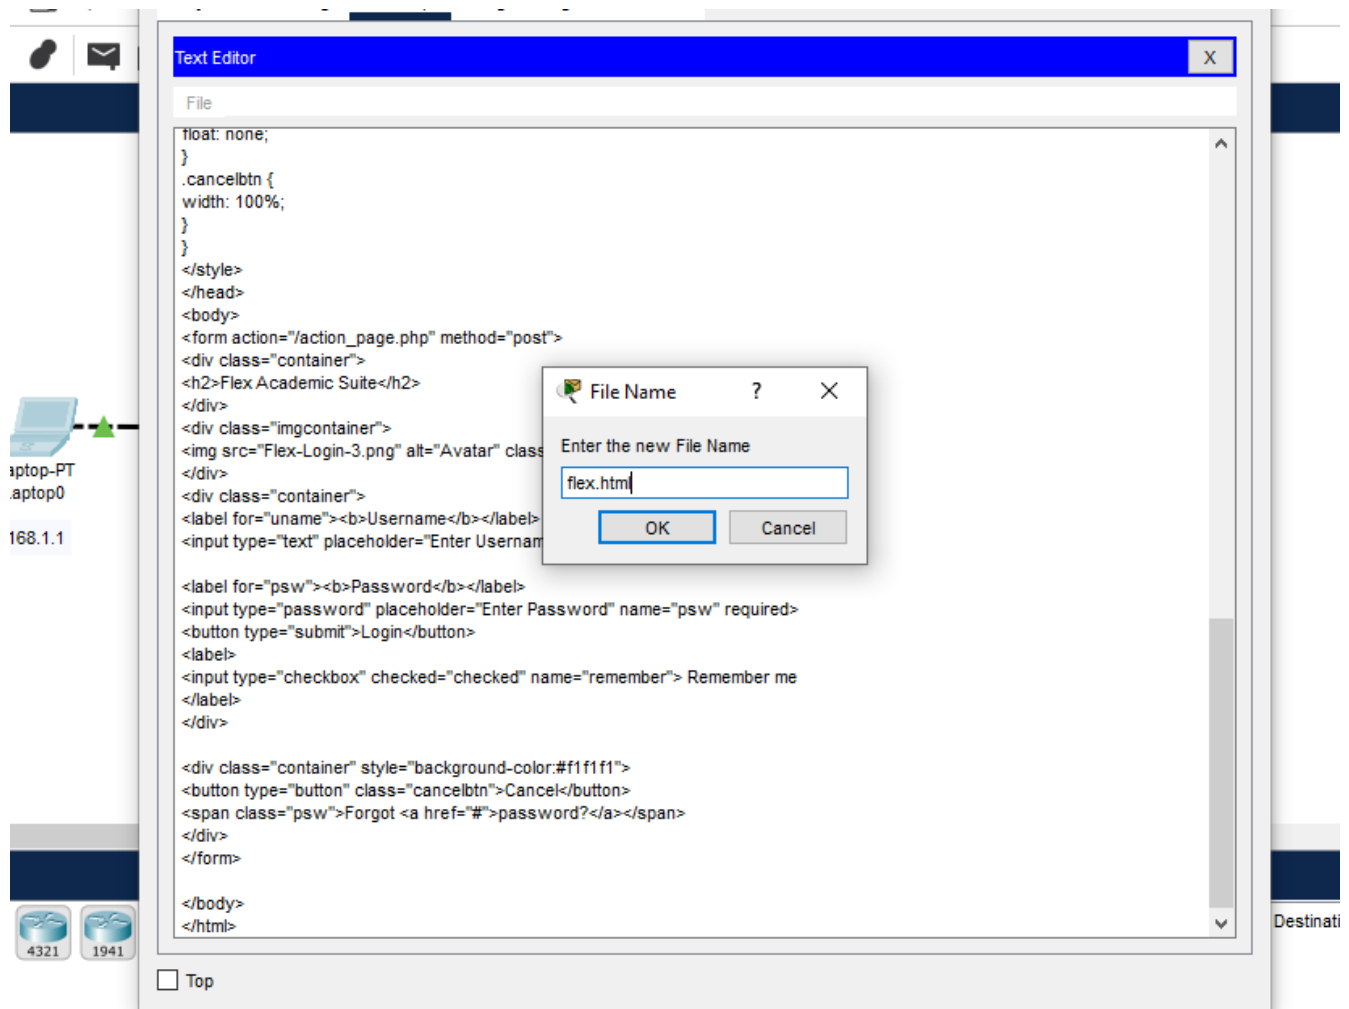 Text Editor
X
File
float: none;
}
.cancelbtn {
width: 100%;
}
}
</style>
</head>
<body>
<form action="/action_page.php" method="post">
<div class="container">
<h2>Flex Academic Suite</h2>
</div>
<div class="imgcontainer">
<img src="Flex-Login-3.png" alt="Avatar" class
</div>
<div class="container">
<label for="uname"><b>Username</b></label>
<input type="text" placeholder="Enter Usernam
<label for="psw"><b>Password</b></label>
<input type="password" placeholder="Enter Password" name="psw" required>
<button type="submit">Login</button>
<label>
<input type="checkbox" checked="checked" name="remember"> Remember me
</label>
</div>
<div class="container" style="background-color:#f1f1f1">
<button type="button" class="cancelbtn">Cancel</button>
<span class="psw">Forgot <a href="#">password?</a></span>
</div>
</form>
</body>
</html>
File Name
?
Enter the new File Name
flex.html
OK
Cancel
aptop-PT
aptop0
168.1.1
4321
1941
Destinati
Top